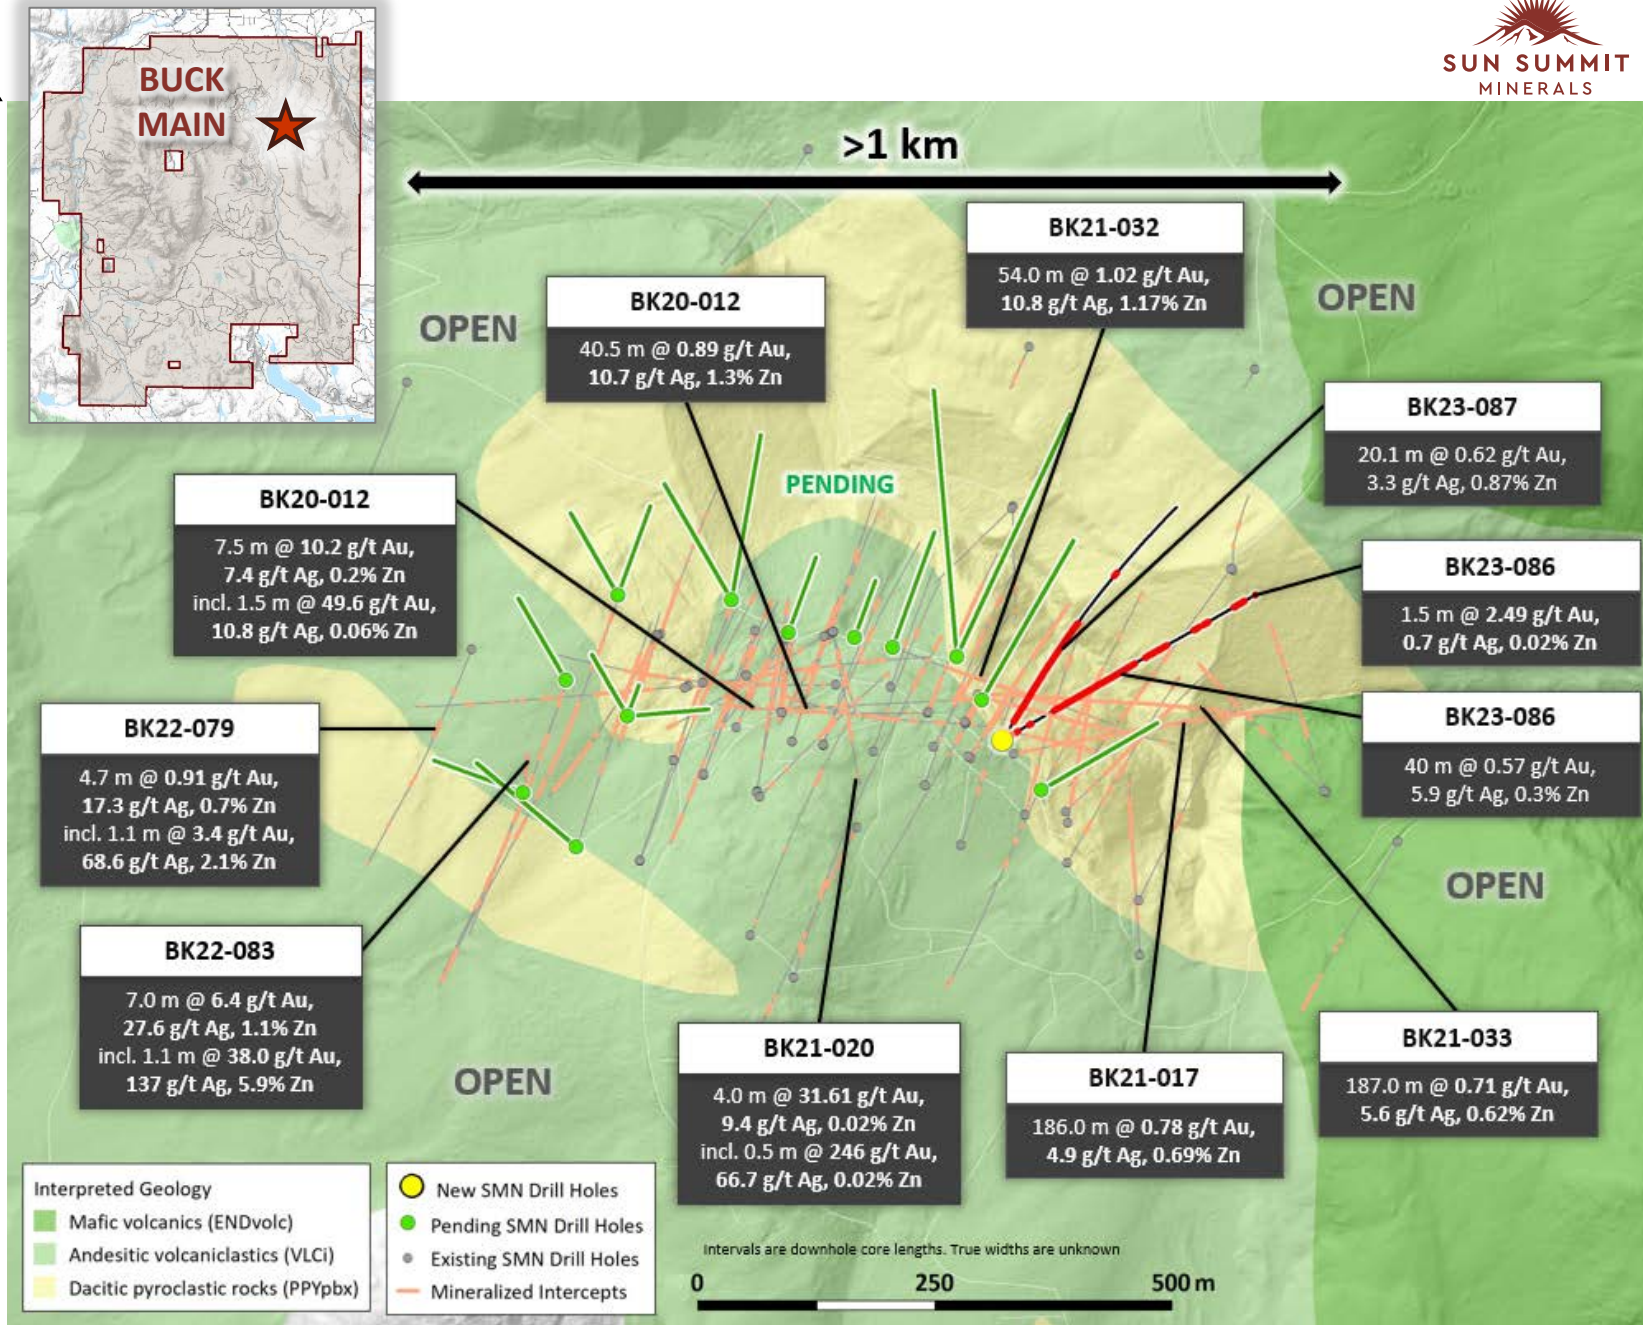 BUCK
MAIN
SUN SUMMIT
MINERALS
>1 km
BK21-032
54.0 m @ 1.02 g/t Au,
10.8 g/t Ag, 1.17% Zn
OPEN
OPEN
BK20-012
40.5 m @ 0.89 g/t Au,
10.7 g/t Ag, 1.3% Zn
BK23-087
20.1 m @ 0.62 g/t Au,
3.3 g/t Ag, 0.87% Zn
PENDING
BK20-012
7.5 m @ 10.2 g/t Au,
7.4 g/t Ag, 0.2% Zn
incl. 1.5 m @ 49.6 g/t Au,
10.8 g/t Ag, 0.06% Zn
BK23-086
1.5 m @ 2.49 g/t Au,
0.7 g/t Ag, 0.02% Zn
BK23-086
40 m @ 0.57 g/t Au,
5.9 g/t Ag, 0.3% Zn
BK22-079
4.7 m @ 0.91 g/t Au,
17.3 g/t Ag, 0.7% Zn
incl. 1.1 m @ 3.4 g/t Au,
68.6 g/t Ag, 2.1% Zn
OPEN
BK22-083
7.0 m @ 6.4 g/t Au,
27.6 g/t Ag, 1.1% Zn
incl. 1.1 m @ 38.0 g/t Au,
137 g/t Ag, 5.9% Zn
OPEN
BK21-020
4.0 m @ 31.61 g/t Au,
9.4 g/t Ag, 0.02% Zn
incl. 0.5 m @ 246 g/t Au,
66.7 g/t Ag, 0.02% Zn
BK21-017
186.0 m @ 0.78 g/t Au,
4.9 g/t Ag, 0.69% Zn
BK21-033
187.0 m @ 0.71 g/t Au,
5.6 g/t Ag, 0.62% Zn
Interpreted Geology
Mafic volcanics (ENDvolc)
Andesitic volcaniclastics (VLCi)
Dacitic pyroclastic rocks (PPYpbx)
New SMN Drill Holes
Pending SMN Drill Holes
Existing SMN Drill Holes
Mineralized Intercepts
Intervals are downhole core lengths. True widths are unknown
0 250 500 m